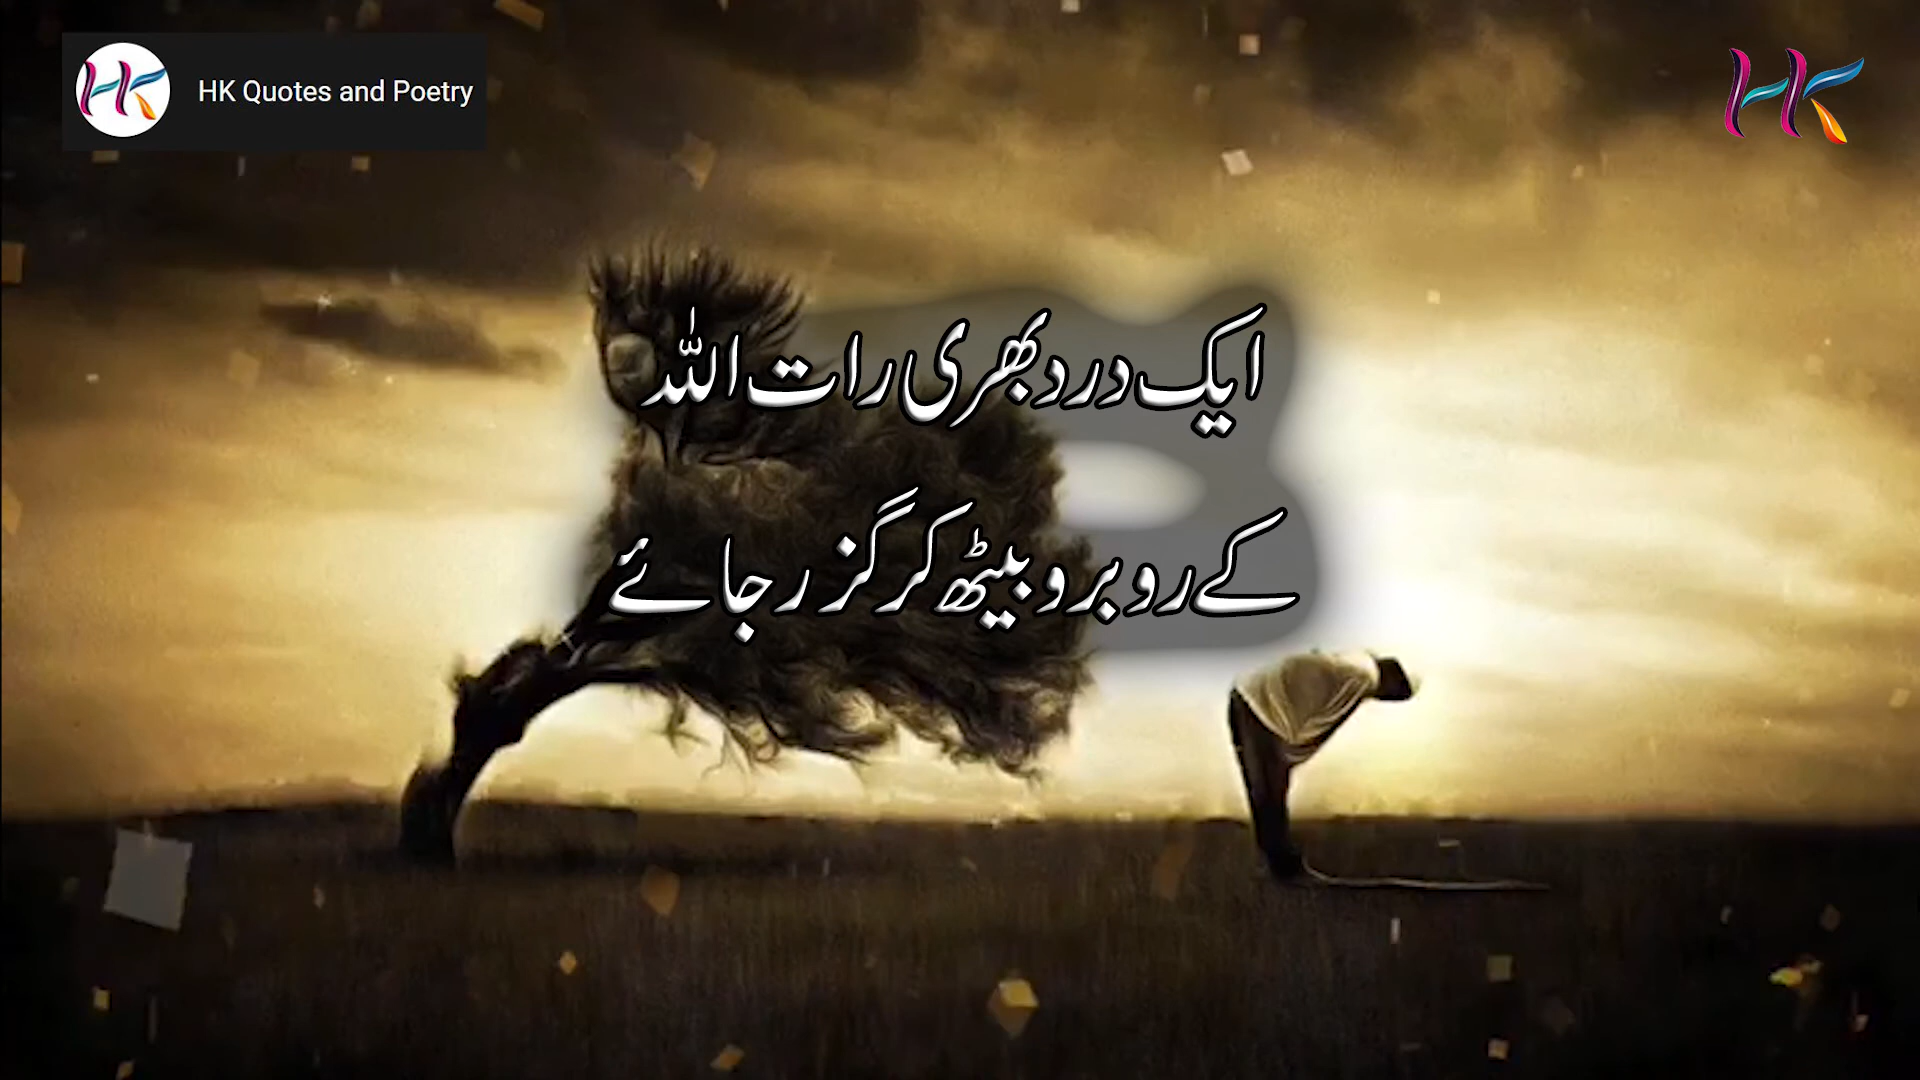 HK Quotes and Poetry
HK
ایک درد بھری رات اللہ
کے روبرو بیٹھ کر گزر جائے